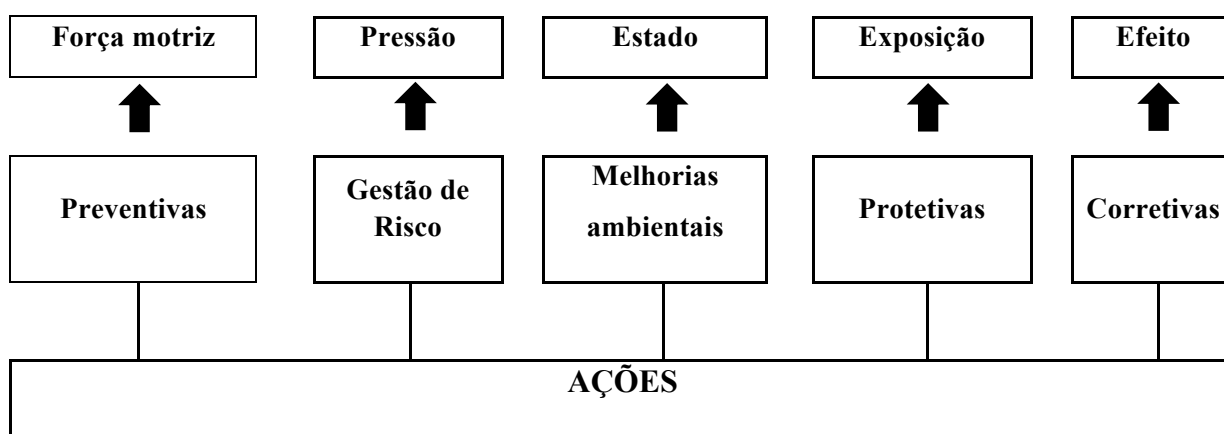 Força motriz
Pressão
Estado
Exposição
Efeito
Preventivas
Gestão de
Risco
Melhorias
ambientais
Protetivas
Corretivas
AÇÕES